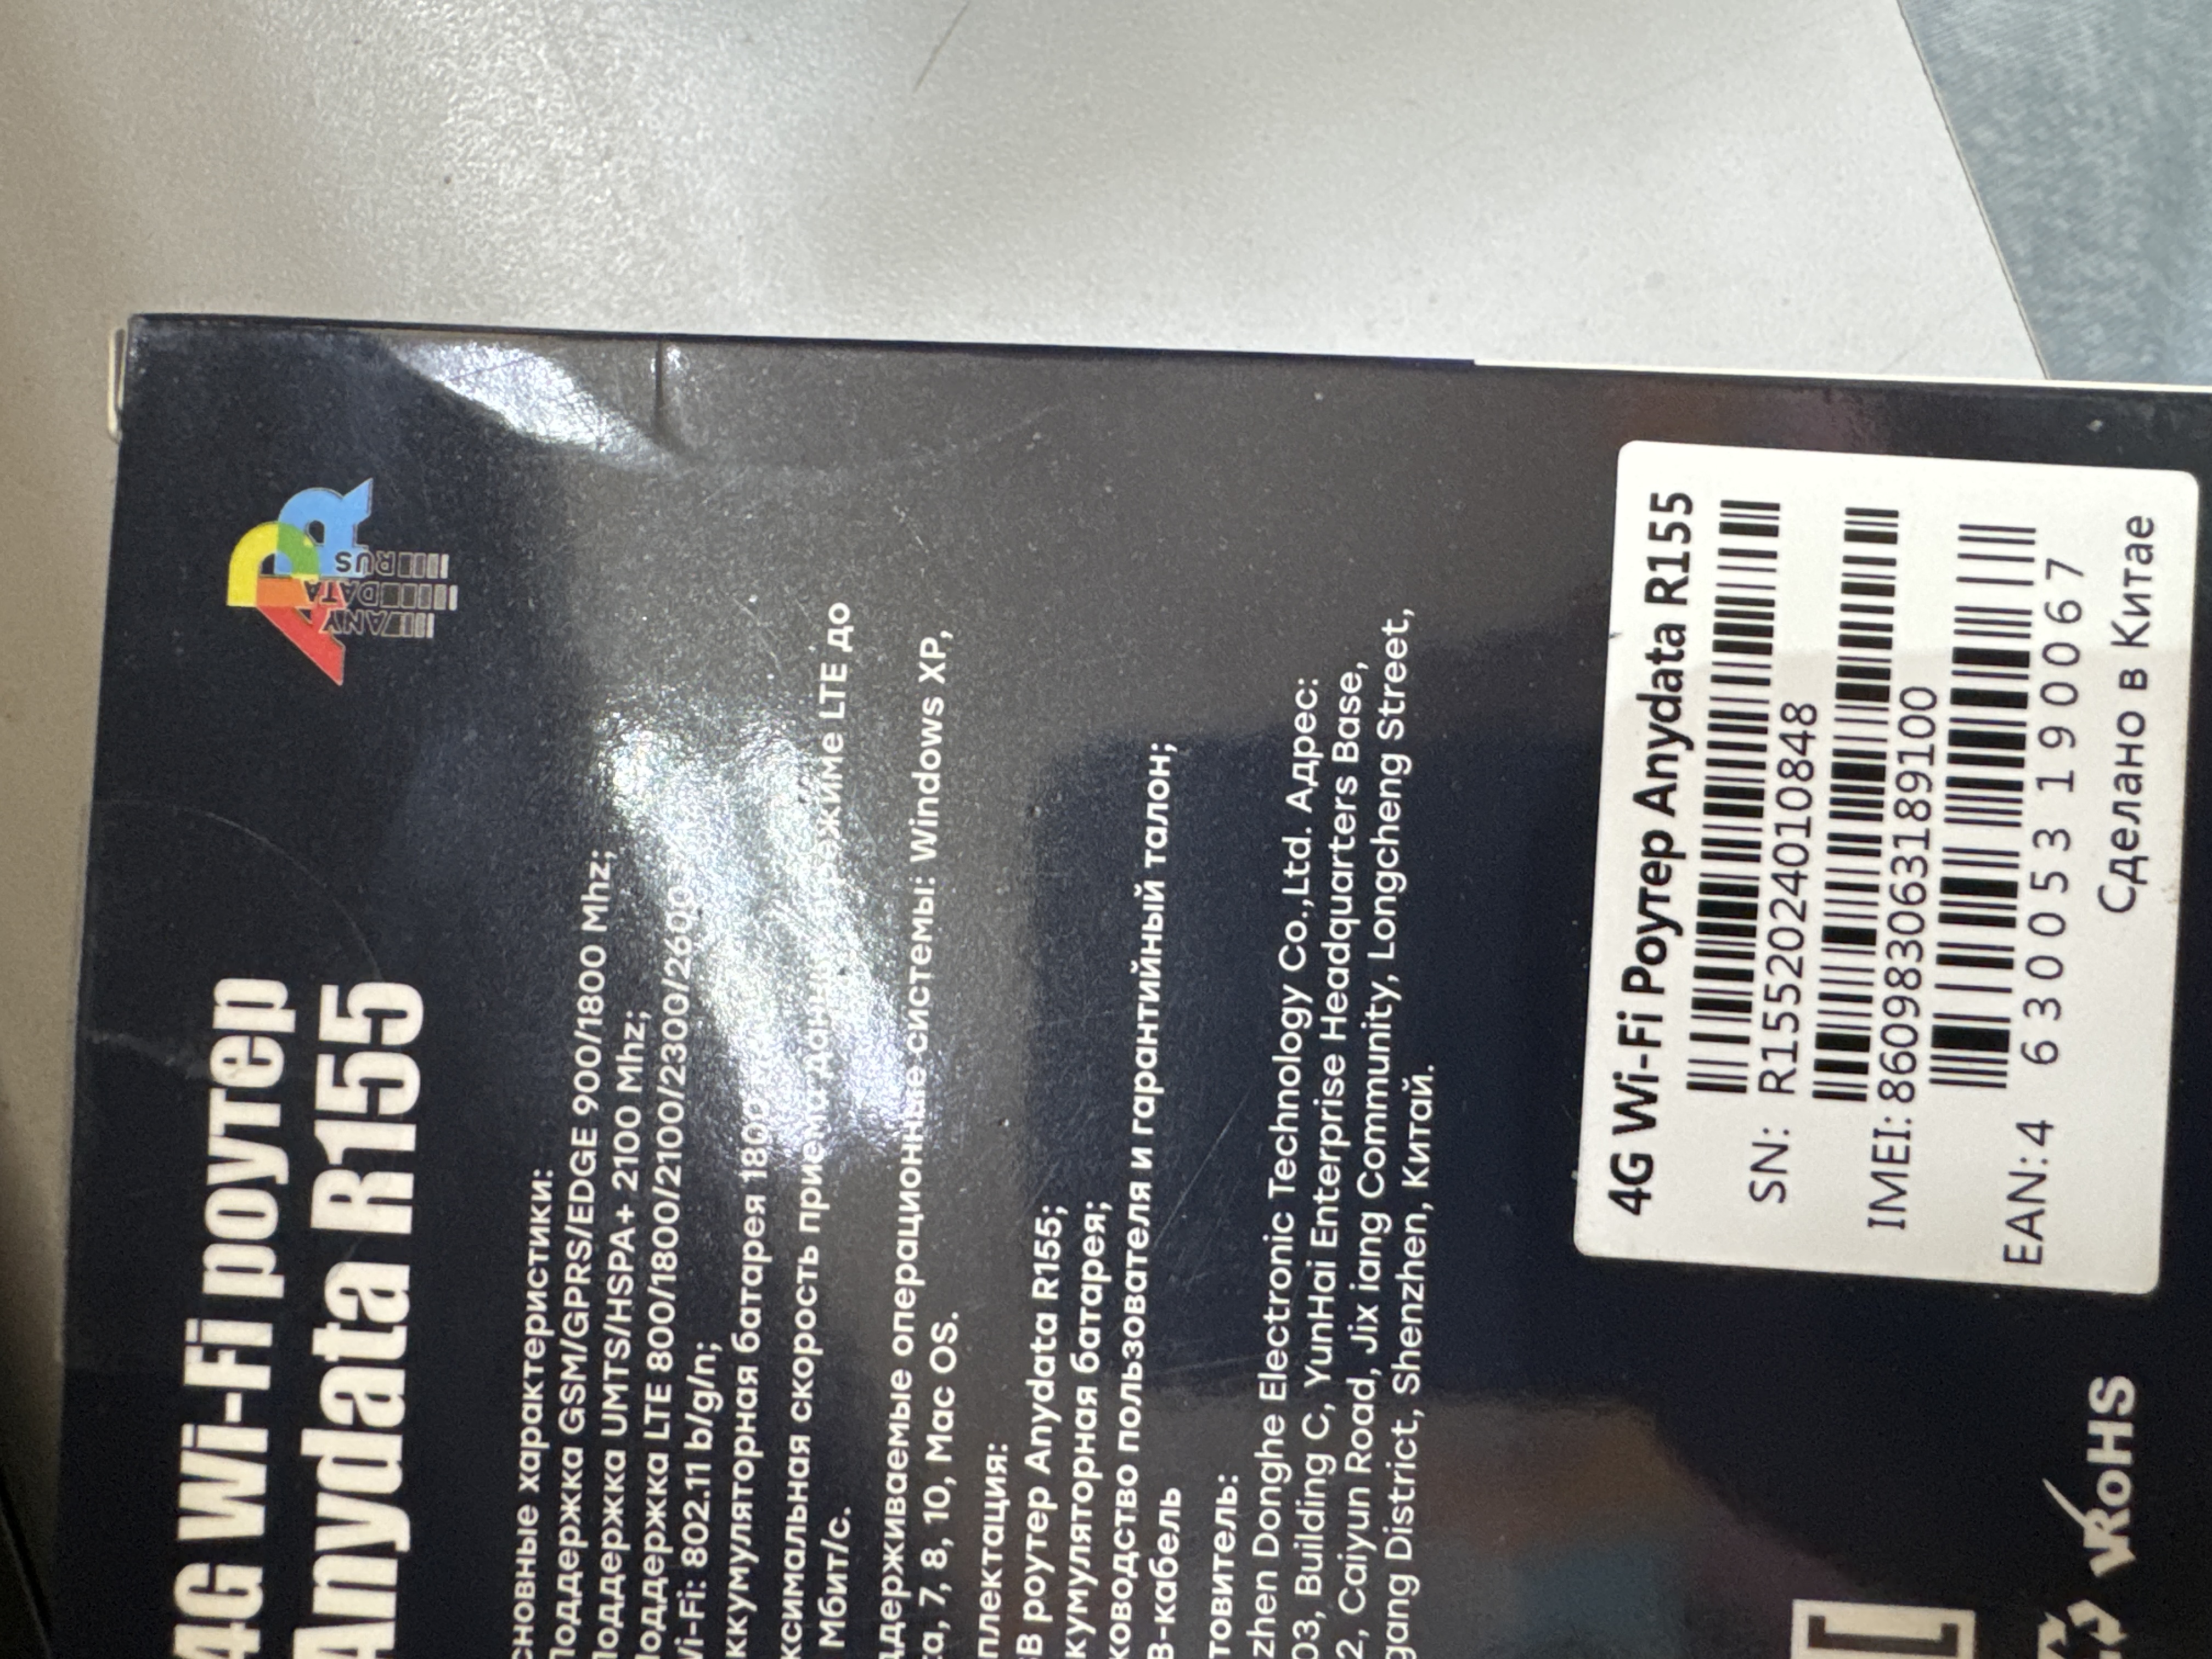 4G Wi-Fi роутер
Anydata R155
ANY DATA RUS
сновные характеристики:
Поддержка GSM/GPRS/EDGE 900/1800 Mhz;
Поддержка UMTS/HSPA+ 2100 Mhz;
Поддержка LTE 800/1800/2100/2300/2600
Wi-Fi: 802.11 b/g/n;
ккумуляторная батарея 1800
ксимальная скорость приема данных режиме LTE до
Мбит/с.
ддерживаемые операционные системы: Windows XP,
та, 7, 8, 10, Mac OS.
плектация:
В роутер Anydata R155;
кумуляторная батарея;
ководство пользователя и гарантийный талон;
В-кабель
товитель:
zhen Donghe Electronic Technology Co.,Ltd. Адрес:
03, Building C, YunHai Enterprise Headquarters Base,
2, Caiyun Road, Jix iang Community, Longcheng Street,
gang District, Shenzhen, Китай.
4G Wi-Fi Роутер Anydata R155
SN: R15520240108848
IMEI: 860983063189100
EAN:4 630053 190067
Сделано в Китае
RoHS